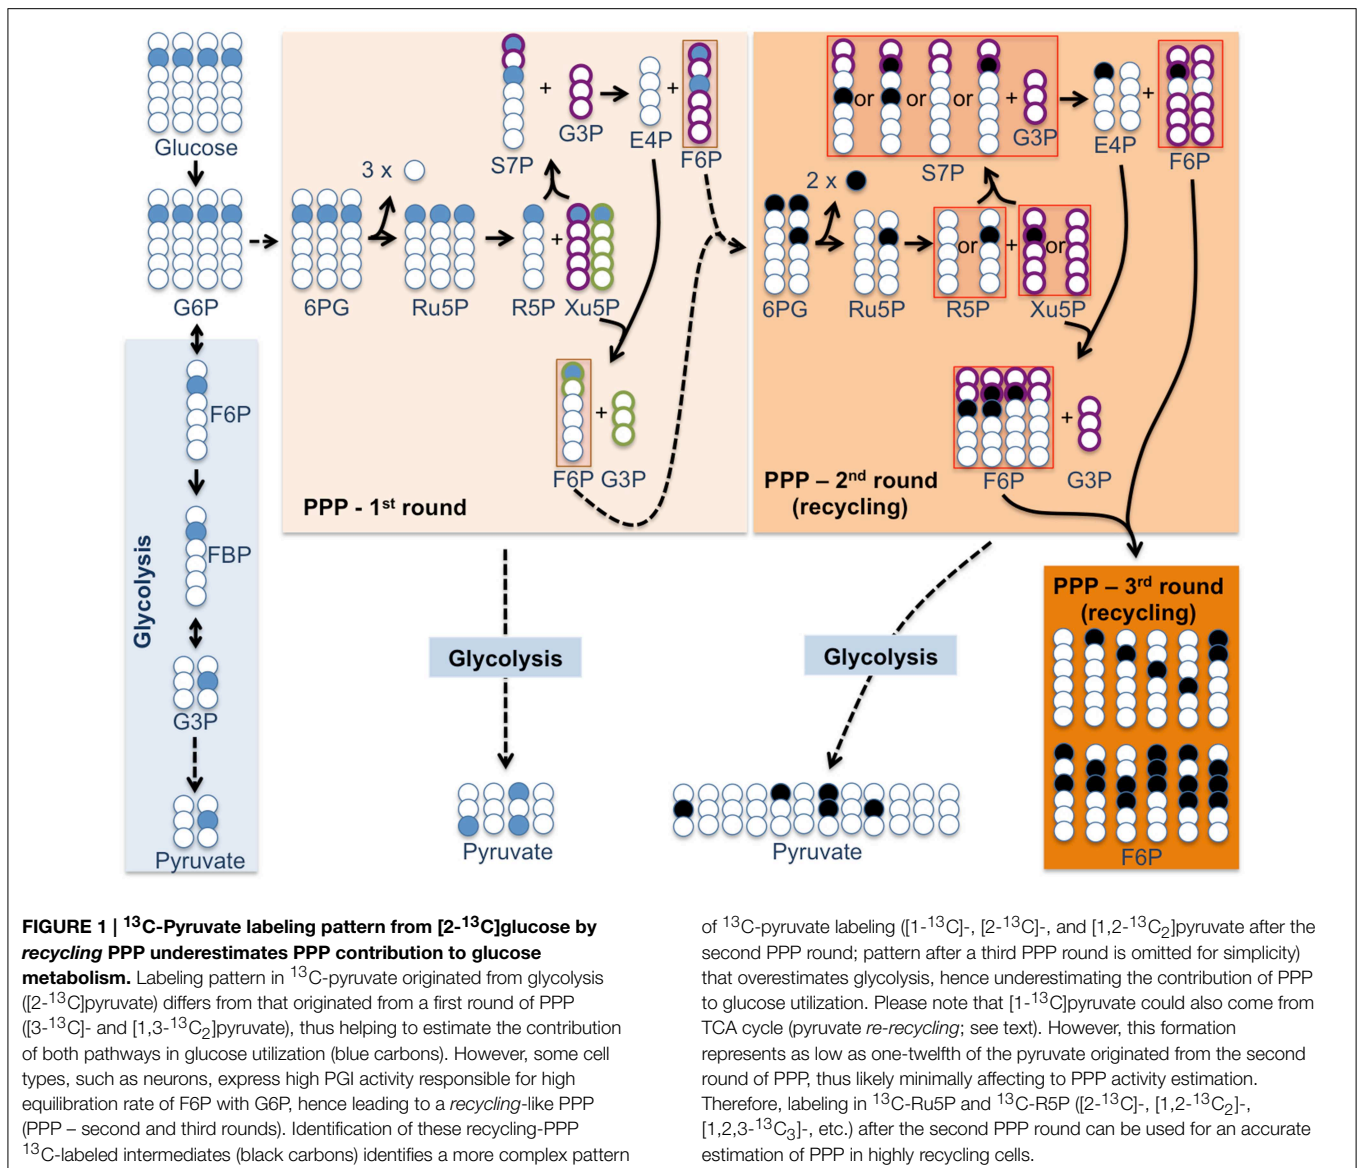 Glucose
G6P
F6P
FBP
Glycolysis
G3P
Pyruvate
3 x
6PG
Ru5P
R5P
+
Xu5P
S7P
+
G3P
E4P
+
F6P
F6P
+
G3P
PPP - 1st round
2 x
6PG
Ru5P
or
R5P
+
or
Xu5P
or
or
or
+
G3P
S7P
E4P
+
F6P
F6P
+
G3P
PPP – 2nd round
(recycling)
Glycolysis
Pyruvate
Glycolysis
Pyruvate
PPP – 3rd round
(recycling)
F6P
FIGURE 1 | 13C-Pyruvate labeling pattern from [2-13C]glucose by
recycling PPP underestimates PPP contribution to glucose
metabolism. Labeling pattern in 13C-pyruvate originated from glycolysis
([2-13C]pyruvate) differs from that originated from a first round of PPP
([3-13C]- and [1,3-13C2]pyruvate), thus helping to estimate the contribution
of both pathways in glucose utilization (blue carbons). However, some cell
types, such as neurons, express high PGI activity responsible for high
equilibration rate of F6P with G6P, hence leading to a recycling-like PPP
(PPP – second and third rounds). Identification of these recycling-PPP
13C-labeled intermediates (black carbons) identifies a more complex pattern
of 13C-pyruvate labeling ([1-13C]-, [2-13C]-, and [1,2-13C2]pyruvate after the
second PPP round; pattern after a third PPP round is omitted for simplicity)
that overestimates glycolysis, hence underestimating the contribution of PPP
to glucose utilization. Please note that [1-13C]pyruvate could also come from
TCA cycle (pyruvate re-recycling; see text). However, this formation
represents as low as one-twelfth of the pyruvate originated from the second
round of PPP, thus likely minimally affecting to PPP activity estimation.
Therefore, labeling in 13C-Ru5P and 13C-R5P ([2-13C]-, [1,2-13C2]-,
[1,2,3-13C3]-, etc.) after the second PPP round can be used for an accurate
estimation of PPP in highly recycling cells.